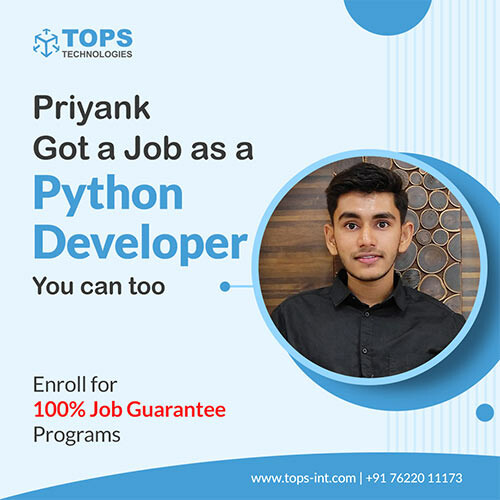 TOPS
TECHNOLOGIES
Priyank
Got a Job as a
Python
Developer
You can too
Enroll for
100% Job Guarantee
Programs
www.tops-int.com | +91 76220 11173